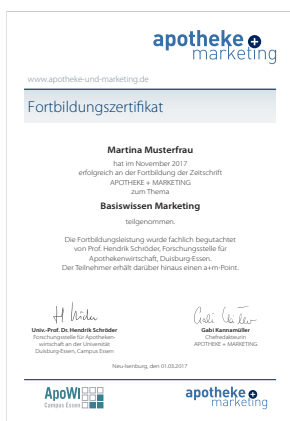 apotheke +
marketing
www.apotheke-und-marketing.de
Fortbildungszertifikat
Martina Musterfrau
hat im November 2017
erfolgreich an der Fortbildung der Zeitschrift
APOTHEKE + MARKETING
zum Thema
Basiswissen Marketing
teilgenommen.
Die Fortbildungsleistung wurde fachlich begutachtet
von Prof. Hendrik Schröder, Forschungsstelle für
Apothekenwirtschaft, Duisburg-Essen.
Der Teilnehmer erhält darüber hinaus einen a+m-Point.
H. Schröder
Gabi Kannamüller
Univ.-Prof. Dr. Hendrik Schröder
Forschungsstelle für Apotheken-
wirtschaft an der Universität
Duisburg-Essen, Campus Essen
Gabi Kannamüller
Chefredakteurin
APOTHEKE + MARKETING
Neu-Isenburg, den 01.03.2017
ApoWI
Campus Essen
apotheke +
marketing